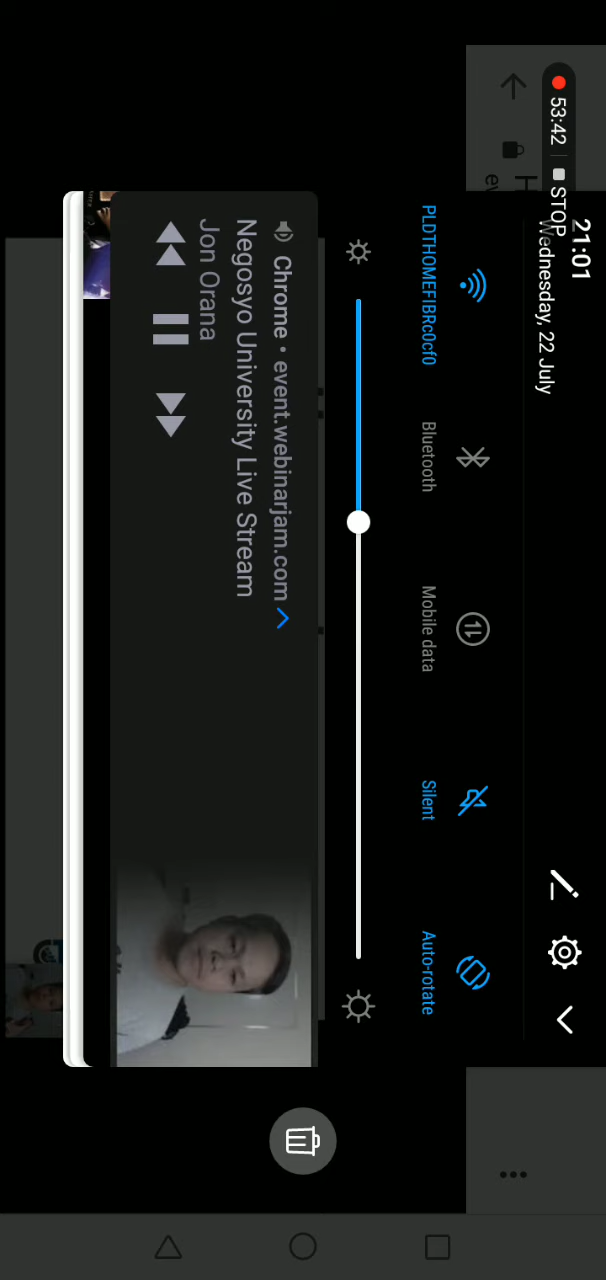 53:42 STOP
21:01
Wednesday, 22 July
PLDTHOMEFIBRc0cf0
Bluetooth
Mobile data
Silent
Auto-rotate
Chrome • event.webinarjam.com
Negosyo University Live Stream
Jon Orana